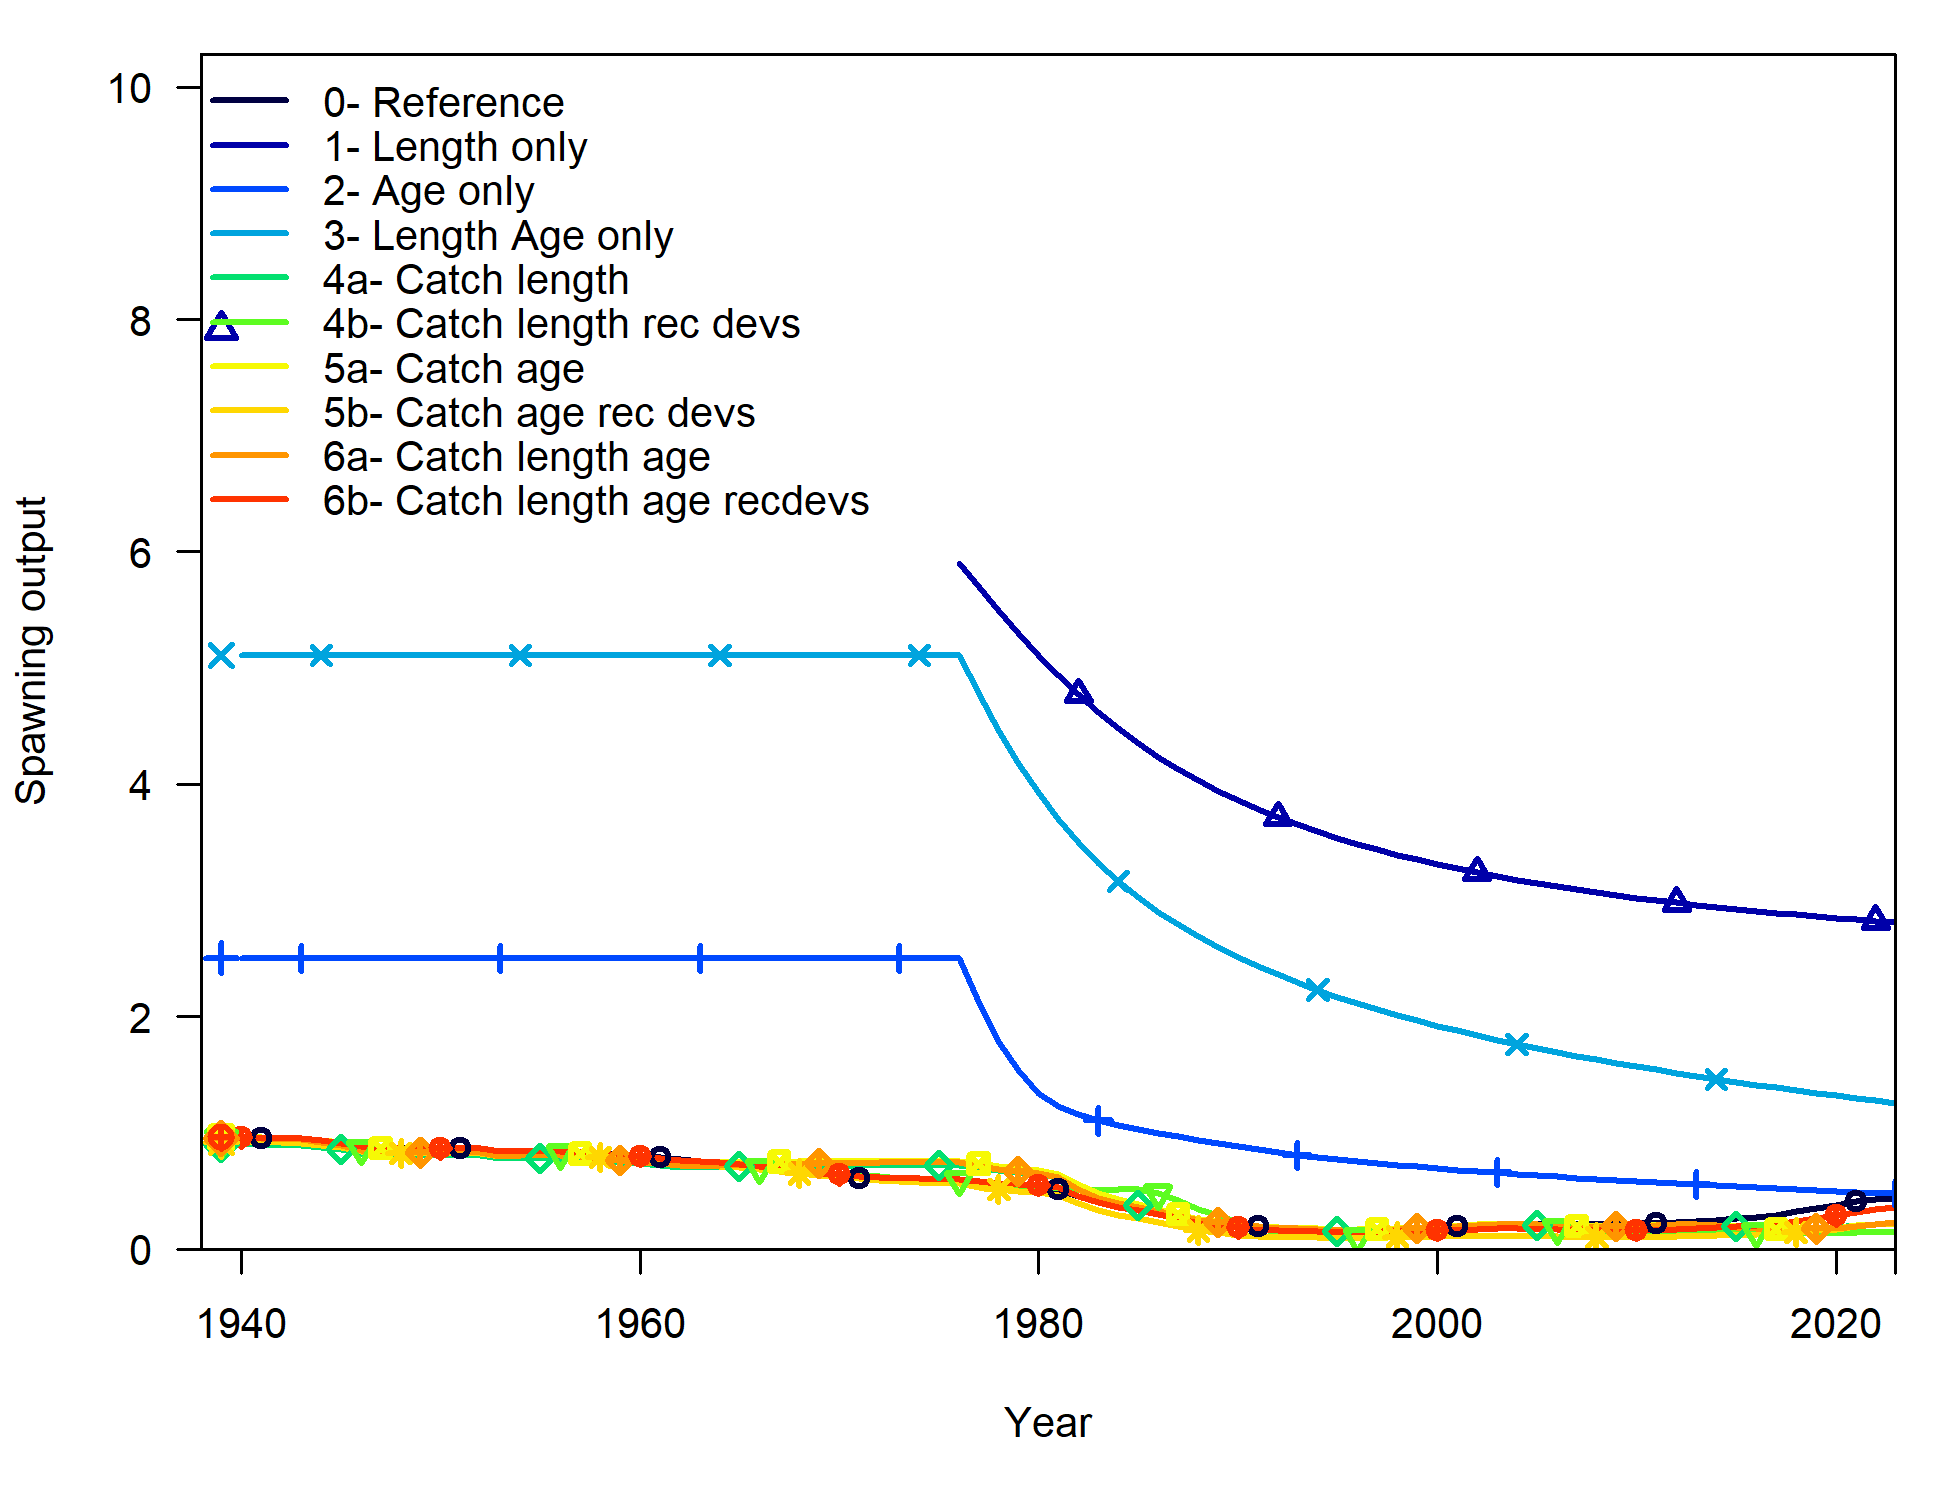 10
8
6
4
2
0
Spawning output
0- Reference
1- Length only
2- Age only
3- Length Age only
4a- Catch length
4b- Catch length rec devs
5a- Catch age
5b- Catch age rec devs
6a- Catch length age
6b- Catch length age recdevs
1940 1960 1980 2000 2020
Year